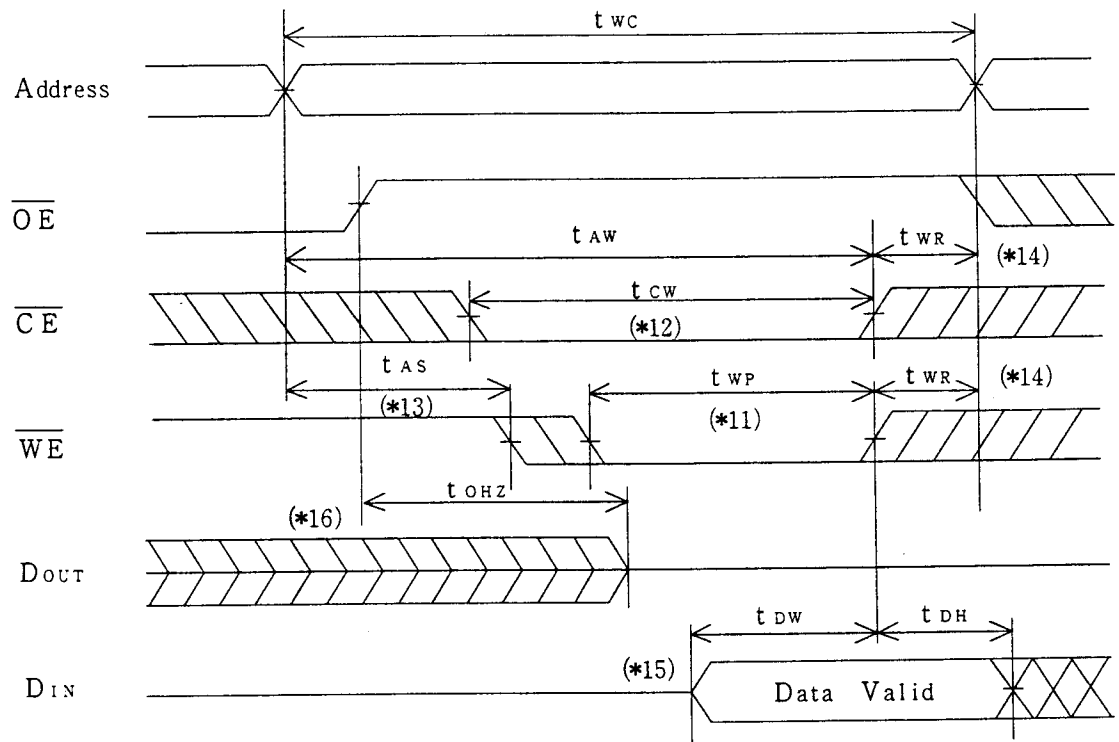 t WC
Address
OE
t AW
t WR
(*14)
CE
t CW
(*12)
t AS
(*13)
t WP
(*11)
t WR
(*14)
WE
t OHZ
(*16)
DOUT
t DW
t DH
(*15)
DIN
Data Valid